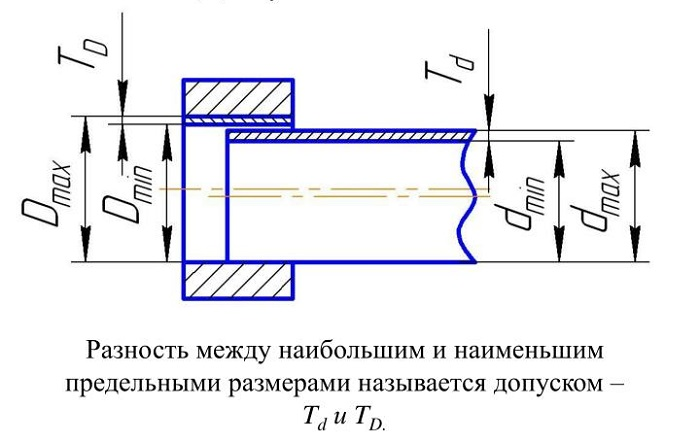 T_D
T_d
D_max
D_min
d_min
d_max
Разность между наибольшим и наименьшим
предельными размерами называется допуском –
T_d и T_D.